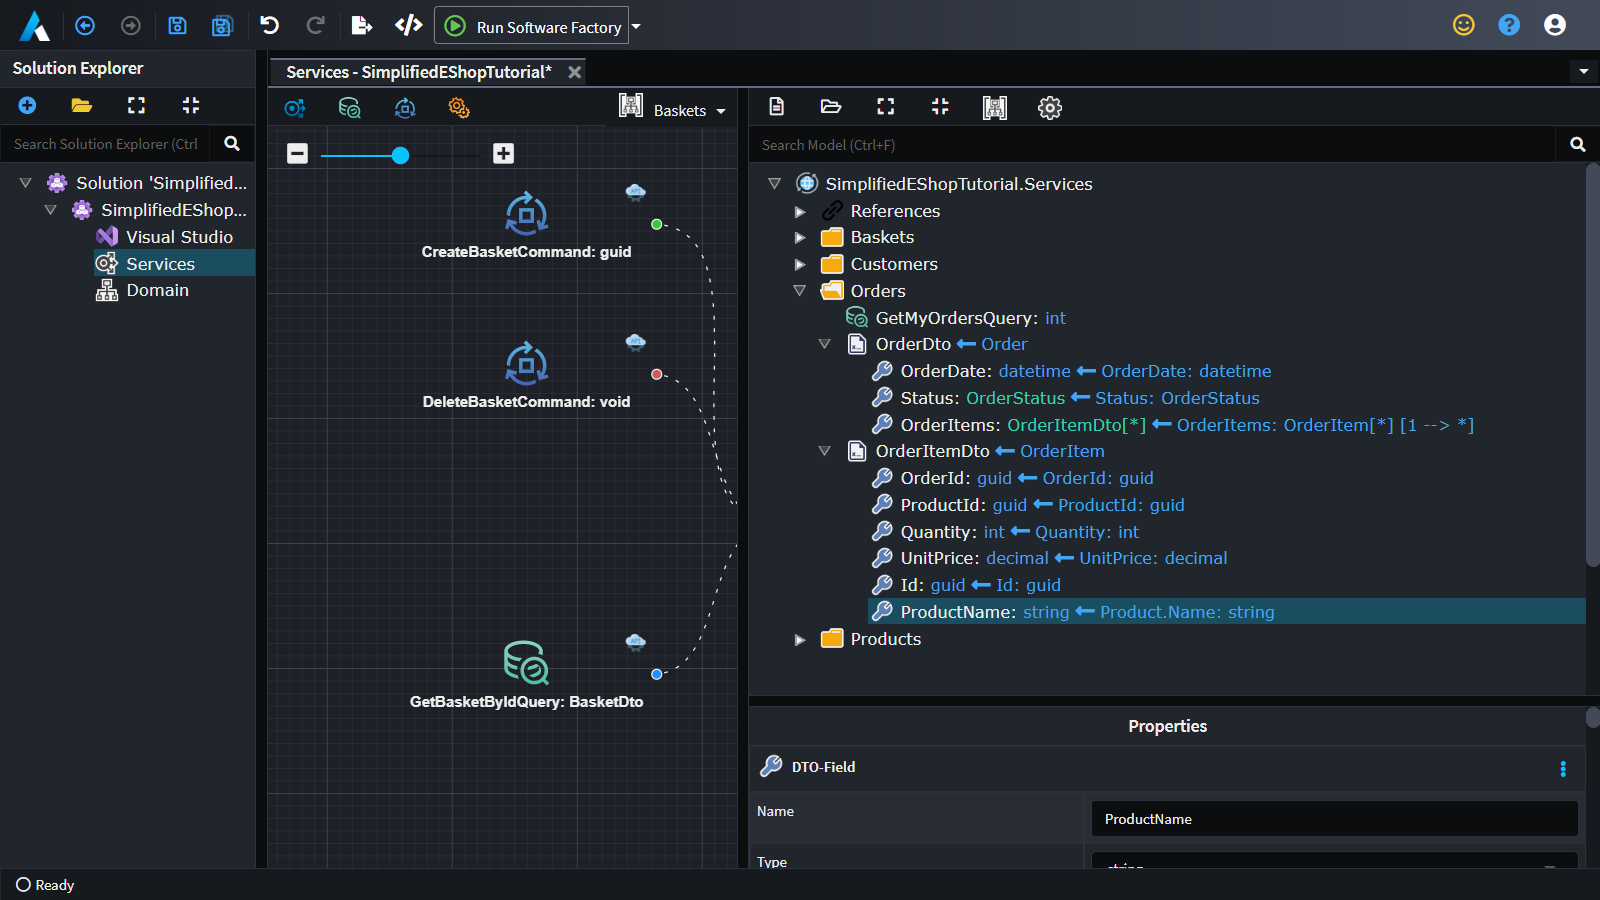 Run Software Factory
Solution Explorer
Services - SimplifiedEShopTutorial*
Baskets
Search Solution Explorer (Ctrl
Search Model (Ctrl+F)
Solution 'Simplified...
SimplifiedEShop...
Visual Studio
Services
Domain
API
CreateBasketCommand: guid
API
DeleteBasketCommand: void
API
GetBasketByIdQuery: BasketDto
SimplifiedEShopTutorial.Services
References
Baskets
Customers
Orders
GetMyOrdersQuery: int
OrderDto Order
OrderDate: datetime OrderDate: datetime
Status: OrderStatus Status: OrderStatus
OrderItems: OrderItemDto[*] OrderItems: OrderItem[*] [1 --> *]
OrderItemDto OrderItem
OrderId: guid OrderId: guid
ProductId: guid ProductId: guid
Quantity: int Quantity: int
UnitPrice: decimal UnitPrice: decimal
Id: guid Id: guid
ProductName: string Product.Name: string
Products
Properties
DTO-Field
Name
ProductName
Type
string
Ready